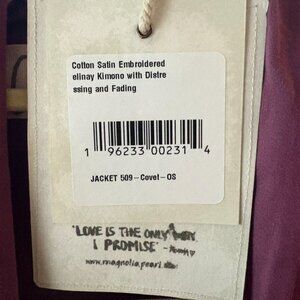 Cotton Satin Embroidered
elinay Kimono with Distre
ssing and Fading
1 96233 00231 4
JACKET 509-Covet-OS
"LOVE IS THE ONLY WAY.
I PROMISE"
www.magnoliapearl.com